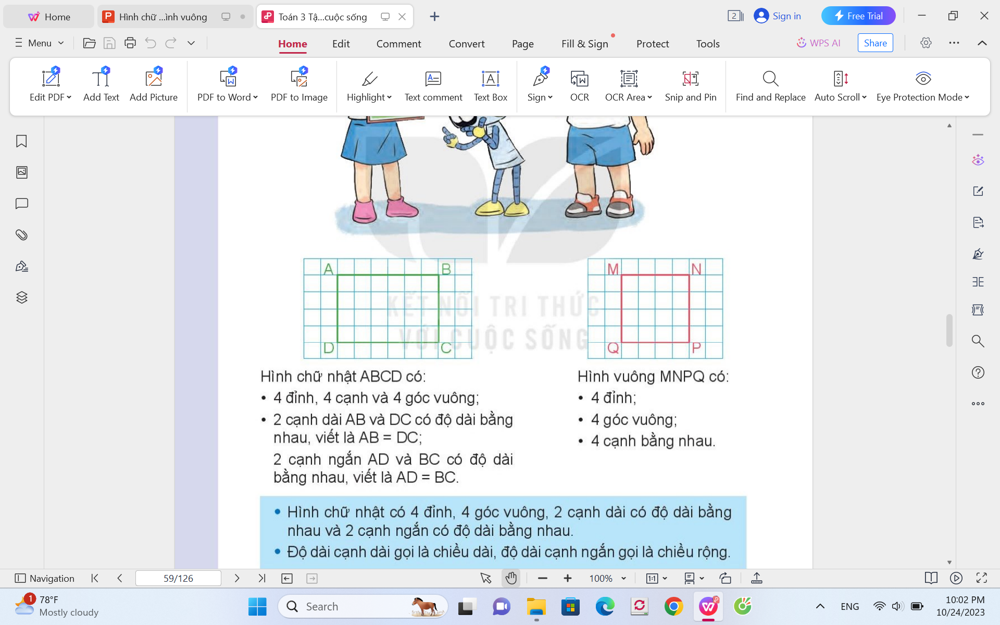 Home
Hình chữ ...ình vuông
Toán 3 Tậ...cuộc sống
2
Sign in
Free Trial
Menu
Home
Edit
Comment
Convert
Page
Fill & Sign
Protect
Tools
WPS AI
Share
Edit PDF
Add Text
Add Picture
PDF to Word
PDF to Image
Highlight
Text comment
Text Box
Sign
OCR
OCR Area
Snip and Pin
Find and Replace
Auto Scroll
Eye Protection Mode
A B
D C
M N
Q P
KẾT NỐI TRI THỨC
VỚI CUỘC SỐNG
Hình chữ nhật ABCD có:
• 4 đỉnh, 4 cạnh và 4 góc vuông;
• 2 cạnh dài AB và DC có độ dài bằng
nhau, viết là AB = DC;
2 cạnh ngắn AD và BC có độ dài
bằng nhau, viết là AD = BC.
Hình vuông MNPQ có:
• 4 đỉnh;
• 4 góc vuông;
• 4 cạnh bằng nhau.
• Hình chữ nhật có 4 đỉnh, 4 góc vuông, 2 cạnh dài có độ dài bằng
nhau và 2 cạnh ngắn có độ dài bằng nhau.
• Độ dài cạnh dài gọi là chiều dài, độ dài cạnh ngắn gọi là chiều rộng.
Navigation
59/126
100%
1:1
1
78°F
Mostly cloudy
Search
ENG
10:02 PM
10/24/2023